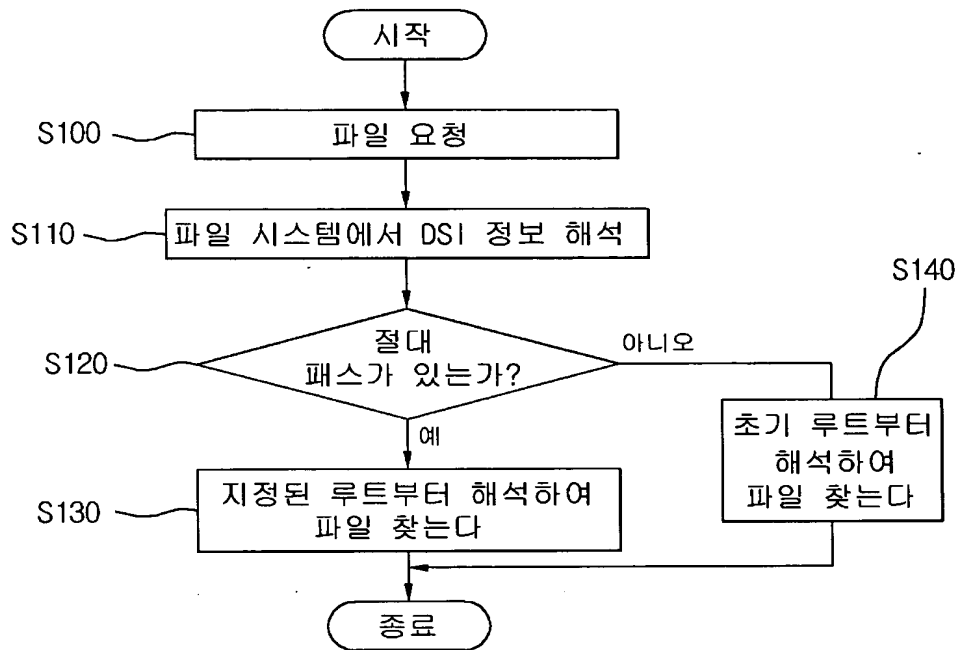 시작
S100
파일 요청
S110
파일 시스템에서 DSI 정보 해석
S120
절대
패스가 있는가?
아니오
S140
초기 루트부터
해석하여
파일 찾는다
예
S130
지정된 루트부터 해석하여
파일 찾는다
종료